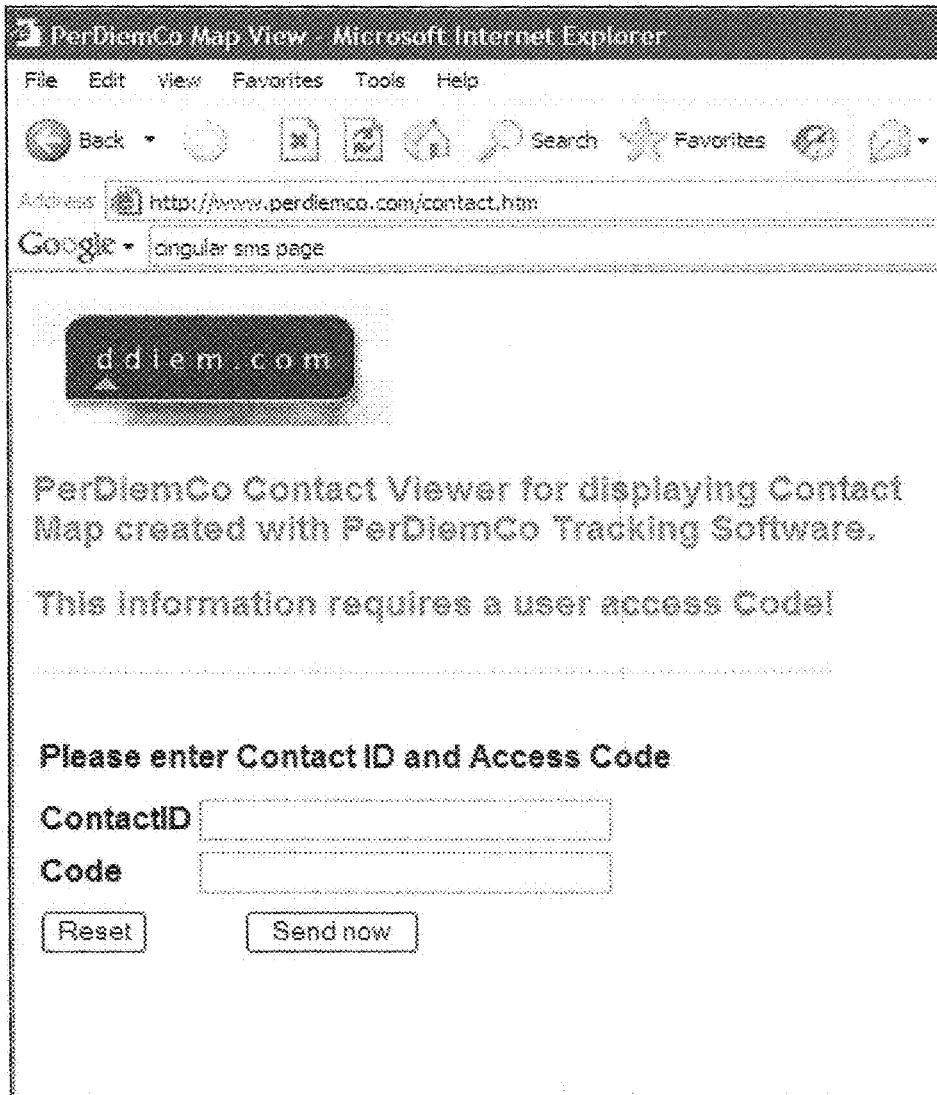 PerDiemCo Map View - Microsoft Internet Explorer
File Edit View Favorites Tools Help
Back Search Favorites
Address http://www.perdiemco.com/contact.htm
Google cingular sms page
ddiem.com
PerDiemCo Contact Viewer for displaying Contact
Map created with PerDiemCo Tracking Software.
This information requires a user access Code!
Please enter Contact ID and Access Code
ContactID
Code
Reset Send now